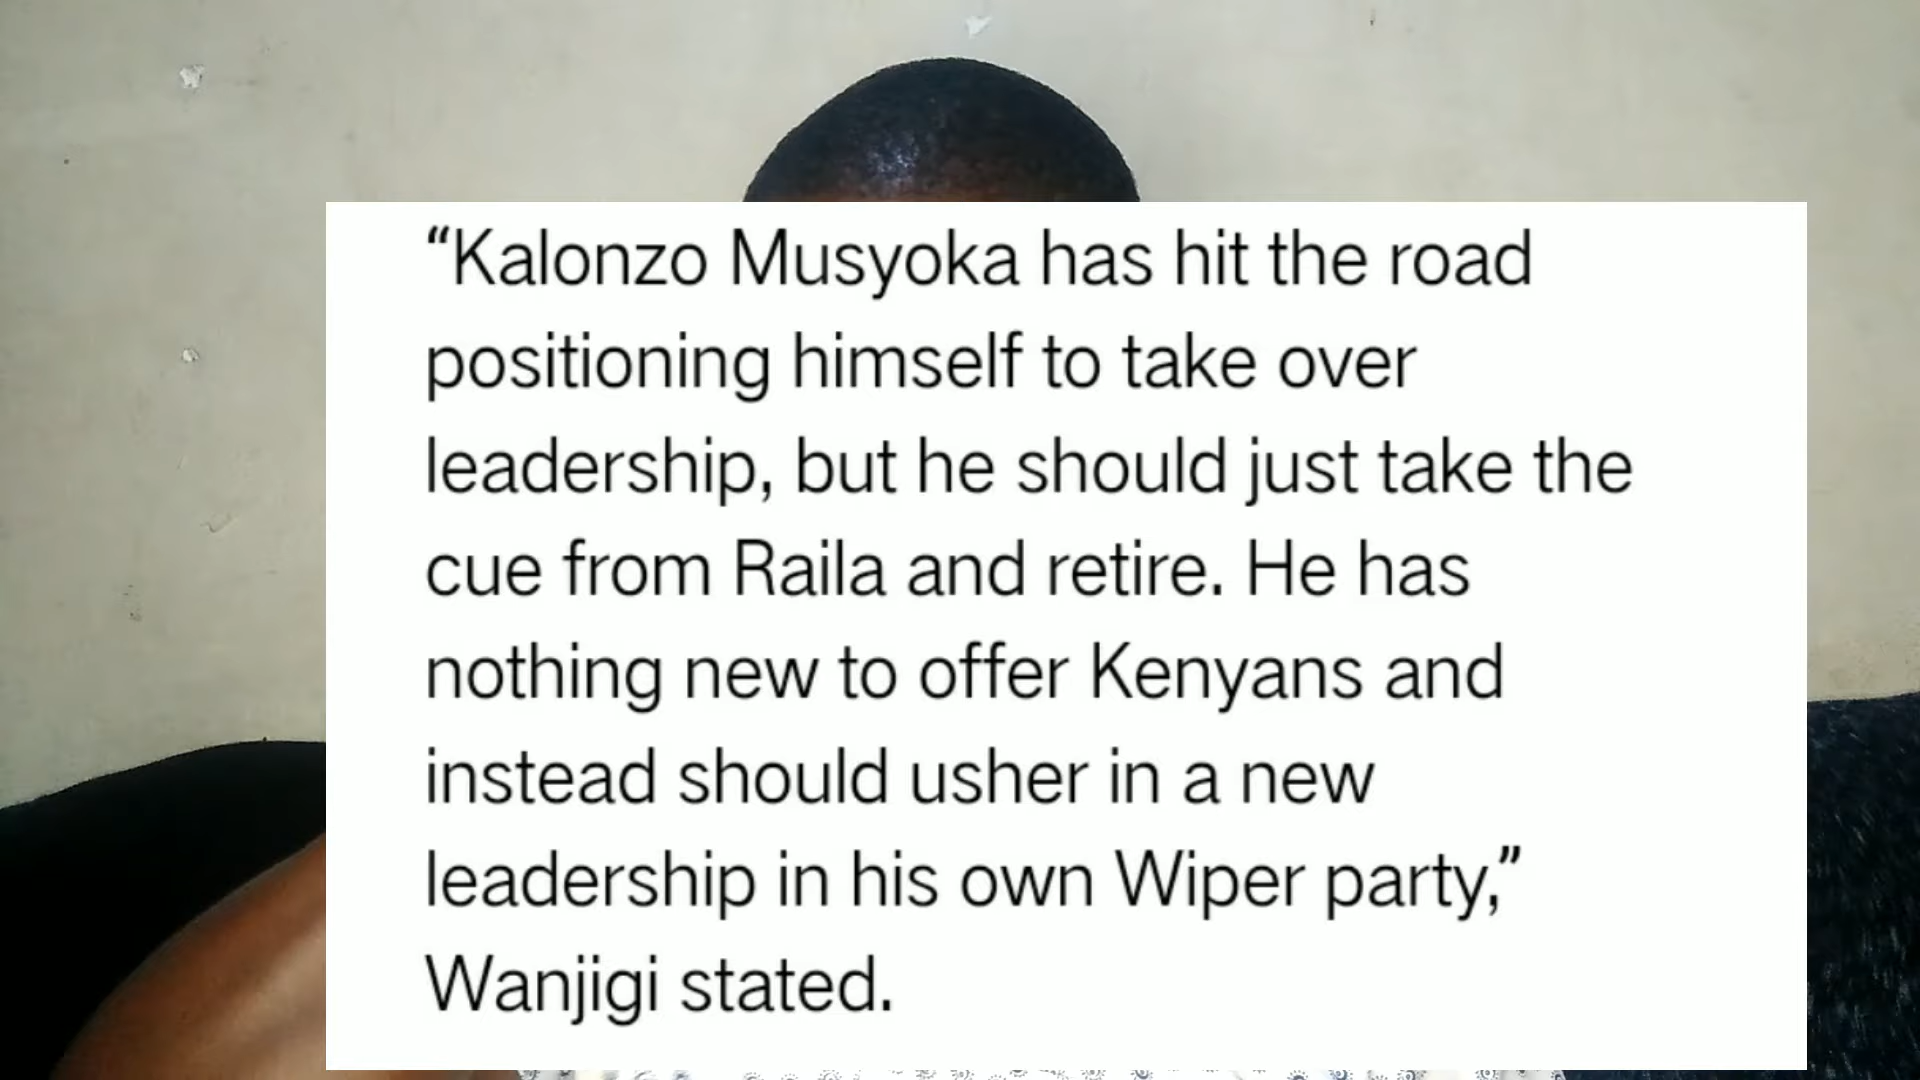 “Kalonzo Musyoka has hit the road
positioning himself to take over
leadership, but he should just take the
cue from Raila and retire. He has
nothing new to offer Kenyans and
instead should usher in a new
leadership in his own Wiper party,”
Wanjigi stated.